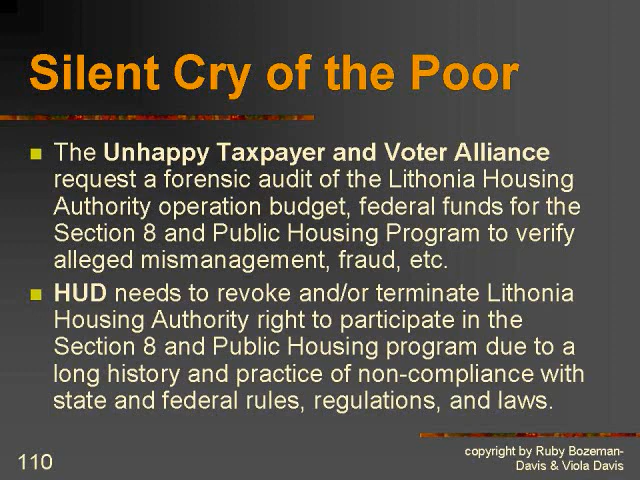 Silent Cry of the Poor
The Unhappy Taxpayer and Voter Alliance
request a forensic audit of the Lithonia Housing
Authority operation budget, federal funds for the
Section 8 and Public Housing Program to verify
alleged mismanagement, fraud, etc.
HUD needs to revoke and/or terminate Lithonia
Housing Authority right to participate in the
Section 8 and Public Housing program due to a
long history and practice of non-compliance with
state and federal rules, regulations, and laws.
110
copyright by Ruby Bozeman-
Davis & Viola Davis